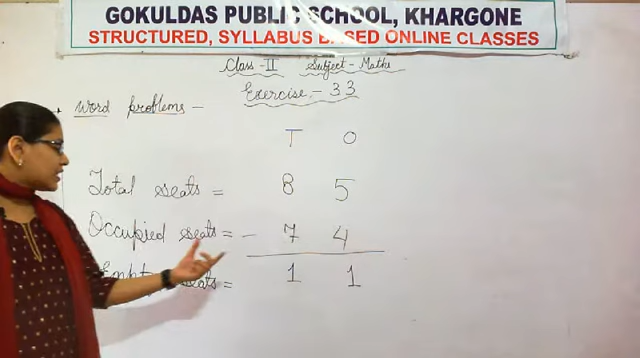 GOKULDAS PUBLIC SCHOOL, KHARGONE
STRUCTURED, SYLLABUS BASED ONLINE CLASSES
Class - II Subject - Maths
Exercise - 33
Word problems -
T O
Total seats = 8 5
Occupied seats = - 7 4
seats = 1 1